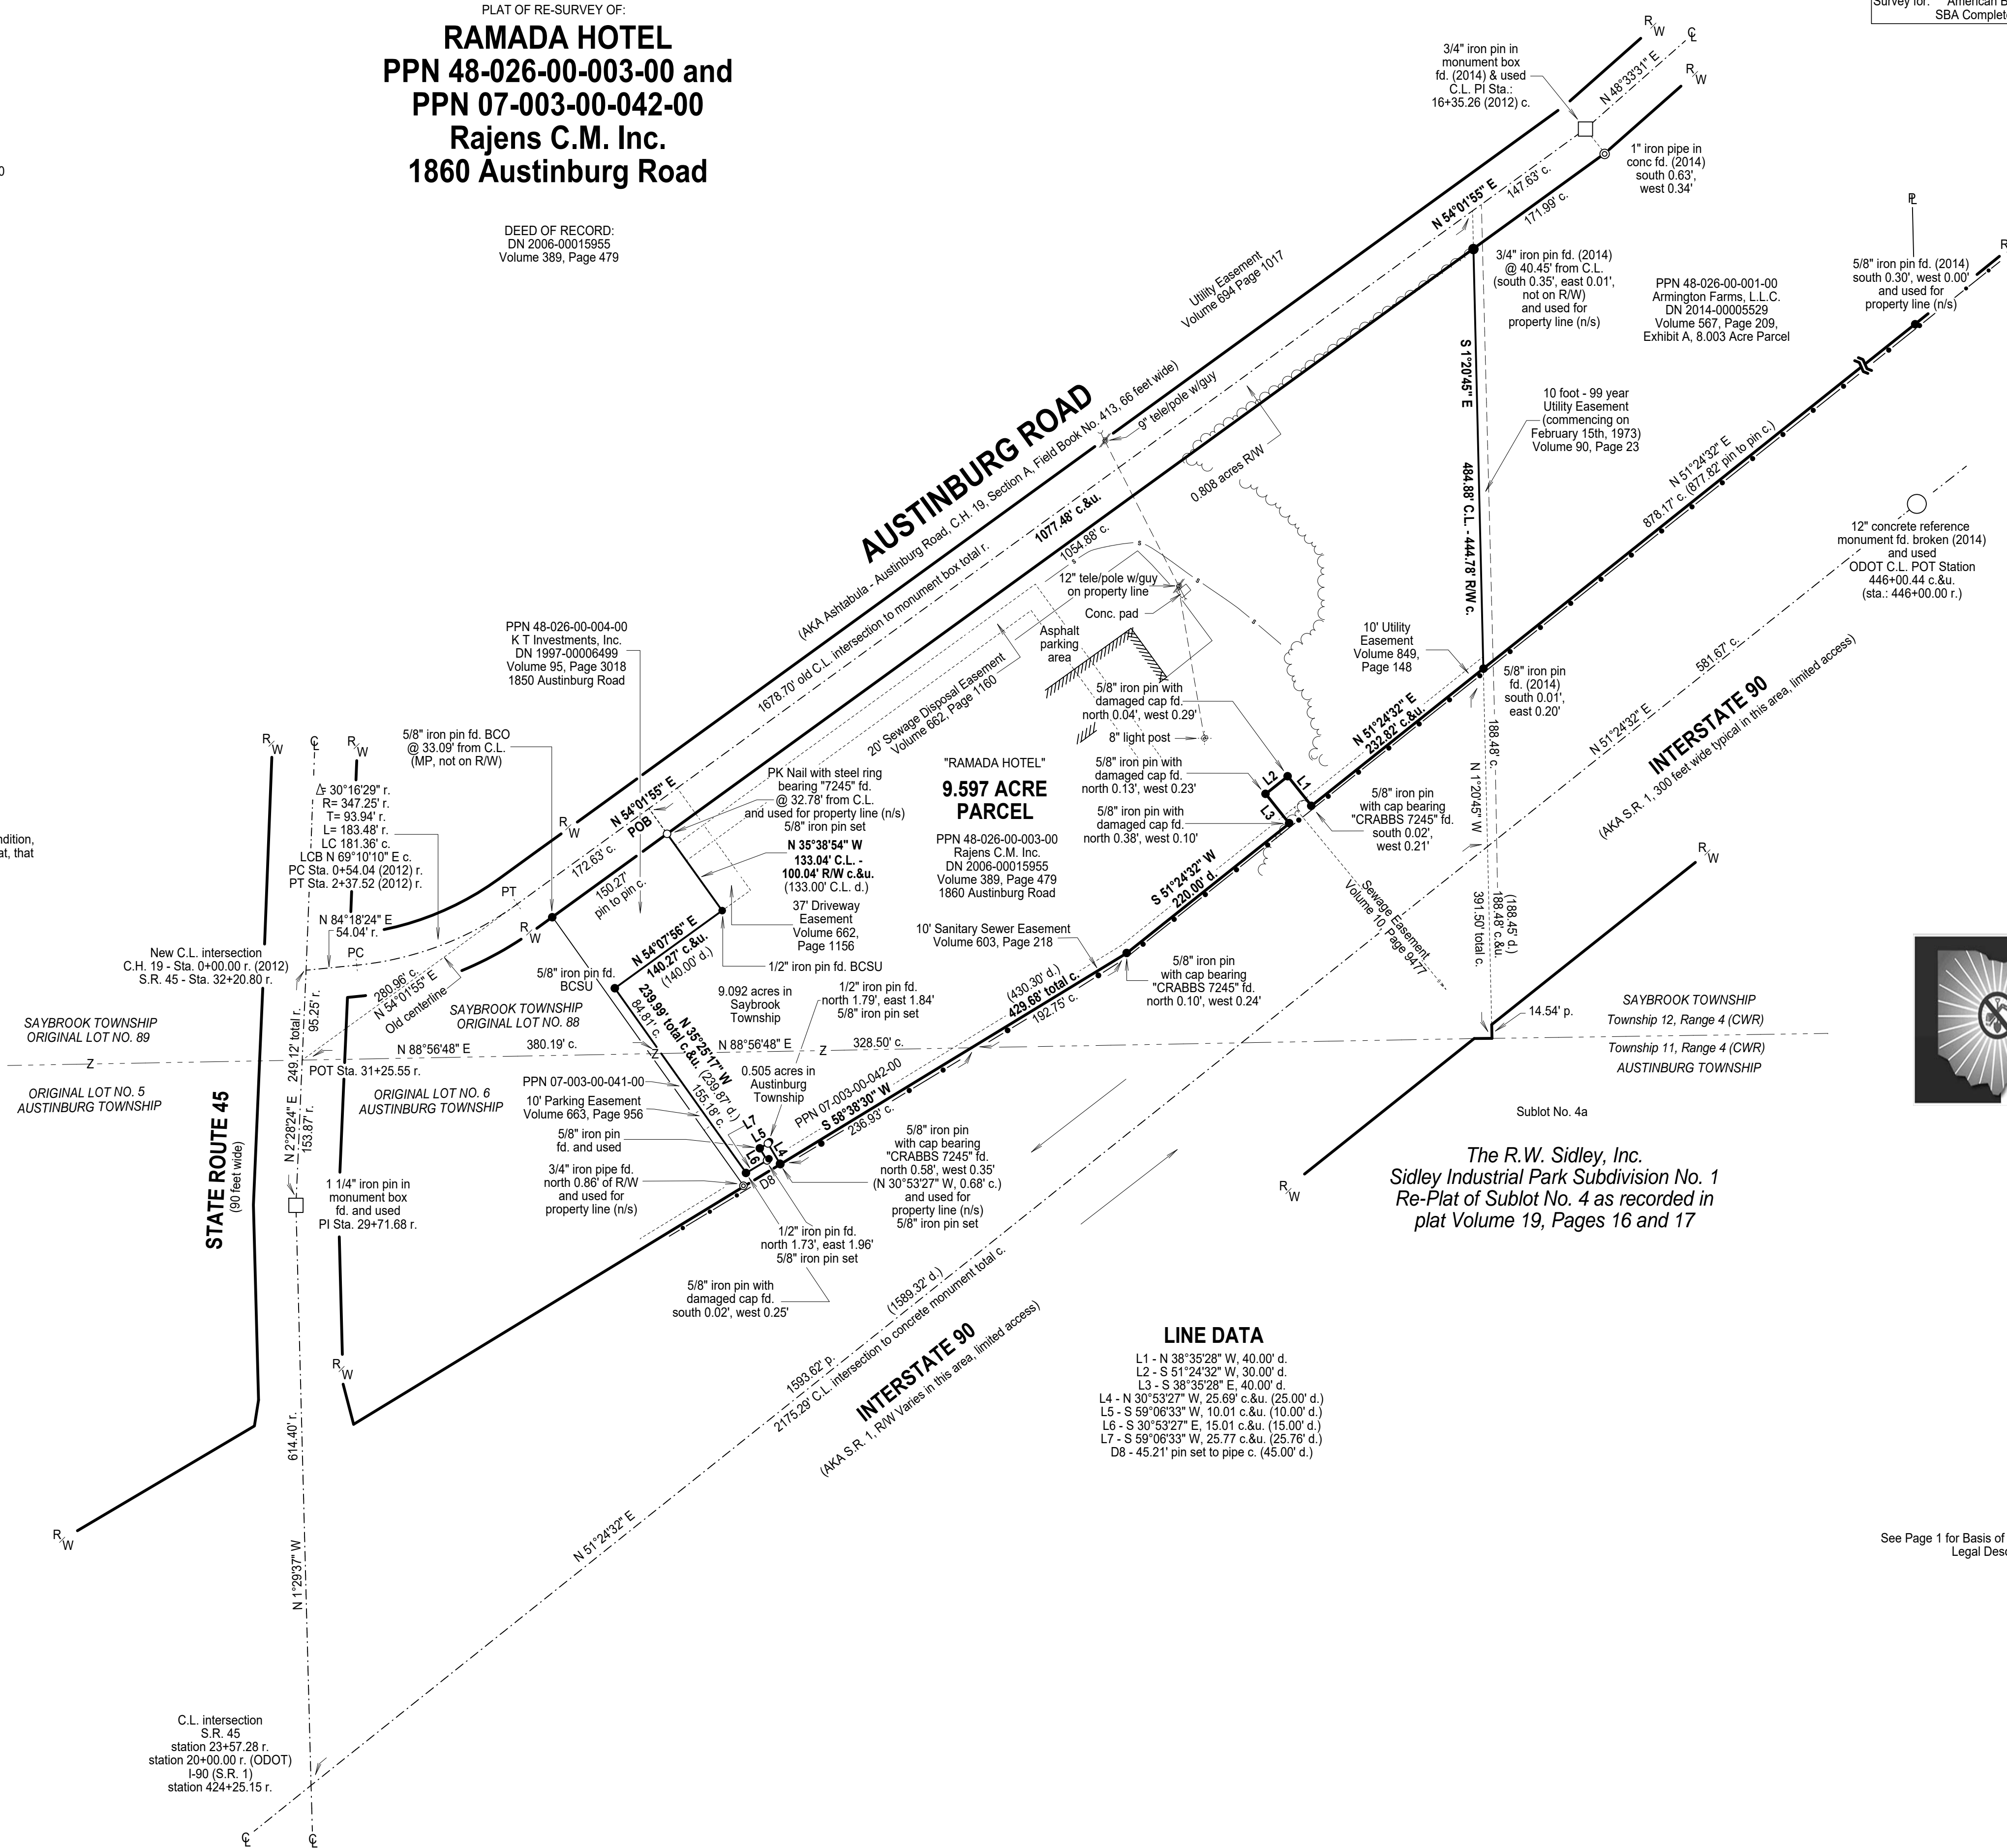 PLAT OF RE-SURVEY OF:
RAMADA HOTEL
PPN 48-026-00-003-00 and
PPN 07-003-00-042-00
Rajens C.M. Inc.
1860 Austinburg Road
DEED OF RECORD:
DN 2006-00015955
Volume 389, Page 479
Survey for: American B
SBA Complet
0
ndition,
at, that
R/W
C/L
R/W
N 48°33'31" E
3/4" iron pin in
monument box
fd. (2014) & used
C.L. PI Sta.:
16+35.26 (2012) c.
1" iron pipe in
conc fd. (2014)
south 0.63',
west 0.34'
N 54°01'55" E
147.63' c.
171.99' c.
3/4" iron pin fd. (2014)
@ 40.45' from C.L.
(south 0.35', east 0.01',
not on R/W)
and used for
property line (n/s)
PPN 48-026-00-001-00
Armington Farms, L.L.C.
DN 2014-00005529
Volume 567, Page 209,
Exhibit A, 8.003 Acre Parcel
P/L
5/8" iron pin fd. (2014)
south 0.30', west 0.00'
and used for
property line (n/s)
R
Utility Easement
Volume 694 Page 1017
AUSTINBURG ROAD
(AKA Ashtabula - Austinburg Road, C.H. 19, Section A, Field Book No. 413, 66 feet wide)
9" tele/pole w/guy
0.808 acres R/W
1077.48' c.&u.
1054.88' c.
1678.70' old C.L. intersection to monument box total r.
S 1°20'45" E
484.88' C.L. - 444.78' R/W c.
10 foot - 99 year
Utility Easement
(commencing on
February 15th, 1973)
Volume 90, Page 23
N 51°24'32" E
878.17' c. (877.82' pin to pin c.)
12" concrete reference
monument fd. broken (2014)
and used
ODOT C.L. POT Station
446+00.44 c.&u.
(sta.: 446+00.00 r.)
s
s
s
s
12" tele/pole w/guy
on property line
Conc. pad
Asphalt
parking
area
20' Sewage Disposal Easement
Volume 662, Page 1160
10' Utility
Easement
Volume 849,
Page 148
5/8" iron pin
fd. (2014)
south 0.01',
east 0.20'
581.67' c.
N 51°24'32" E
INTERSTATE 90
(AKA S.R. 1, 300 feet wide typical in this area, limited access)
PPN 48-026-00-004-00
K T Investments, Inc.
DN 1997-00006499
Volume 95, Page 3018
1850 Austinburg Road
5/8" iron pin fd. BCO
@ 33.09' from C.L.
(MP, not on R/W)
5/8" iron pin with
damaged cap fd.
north 0.04', west 0.29'
8" light post
5/8" iron pin with
damaged cap fd.
north 0.13', west 0.23'
5/8" iron pin with
damaged cap fd.
north 0.38', west 0.10'
L2
L1
L3
N 51°24'32" E
232.82' c.&u.
5/8" iron pin
with cap bearing
"CRABBS 7245" fd.
south 0.02',
west 0.21'
188.48' c.
N 1°20'45" W
391.50' total c.
188.48' c.&u.
(188.45' d.)
R/W
C/L
R/W
Δ= 30°16'29" r.
R= 347.25' r.
T= 93.94' r.
L= 183.48' r.
LC 181.36' c.
LCB N 69°10'10" E c.
PC Sta. 0+54.04 (2012) r.
PT Sta. 2+37.52 (2012) r.
N 84°18'24" E
54.04' r.
PC
PT
R/W
R/W
N 54°01'55" E
POB
172.63' c.
150.27'
pin to pin c.
PK Nail with steel ring
bearing "7245" fd.
@ 32.78' from C.L.
and used for property line (n/s)
5/8" iron pin set
N 35°38'54" W
133.04' C.L. -
100.04' R/W c.&u.
(133.00' C.L. d.)
37' Driveway
Easement
Volume 662,
Page 1156
1/2" iron pin fd. BCSU
"RAMADA HOTEL"
9.597 ACRE
PARCEL
PPN 48-026-00-003-00
Rajens C.M. Inc.
DN 2006-00015955
Volume 389, Page 479
1860 Austinburg Road
S 51°24'32" W
220.00' d.
Sewage Easement
Volume 10, Page 9477
10' Sanitary Sewer Easement
Volume 603, Page 218
5/8" iron pin
with cap bearing
"CRABBS 7245" fd.
north 0.10', west 0.24'
New C.L. intersection
C.H. 19 - Sta. 0+00.00 r. (2012)
S.R. 45 - Sta. 32+20.80 r.
280.96' c.
N 54°01'55" E
Old centerline
95.25' r.
249.12' total r.
N 2°28'24" E
153.87' r.
5/8" iron pin fd.
BCSU
N 54°07'56" E
140.27' c.&u.
(140.00' d.)
SAYBROOK TOWNSHIP
ORIGINAL LOT NO. 89
SAYBROOK TOWNSHIP
ORIGINAL LOT NO. 88
N 88°56'48" E
380.19' c.
POT Sta. 31+25.55 r.
Z
Z
Z
ORIGINAL LOT NO. 5
AUSTINBURG TOWNSHIP
ORIGINAL LOT NO. 6
AUSTINBURG TOWNSHIP
N 35°25'17" W
239.99' total c.&u. (239.87' d.)
84.81' c.
155.18' c.
9.092 acres in
Saybrook
Township
1/2" iron pin fd.
north 1.79', east 1.84'
5/8" iron pin set
N 88°56'48" E
328.50' c.
0.505 acres in
Austinburg
Township
(430.30' d.)
429.68' total c.
192.75' c.
PPN 07-003-00-042-00
S 58°38'30" W
236.93' c.
14.54' p.
SAYBROOK TOWNSHIP
Township 12, Range 4 (CWR)
Township 11, Range 4 (CWR)
AUSTINBURG TOWNSHIP
R/W
PPN 07-003-00-041-00
10' Parking Easement
Volume 663, Page 956
5/8" iron pin
fd. and used
3/4" iron pipe fd.
north 0.86' of R/W
and used for
property line (n/s)
L7
L5
L6
L4
D8
5/8" iron pin
with cap bearing
"CRABBS 7245" fd.
north 0.58', west 0.35'
(N 30°53'27" W, 0.68' c.)
and used for
property line (n/s)
5/8" iron pin set
1/2" iron pin fd.
north 1.73', east 1.96'
5/8" iron pin set
5/8" iron pin with
damaged cap fd.
south 0.02', west 0.25'
STATE ROUTE 45
(90 feet wide)
1 1/4" iron pin in
monument box
fd. and used
PI Sta. 29+71.68 r.
Sublot No. 4a
The R.W. Sidley, Inc.
Sidley Industrial Park Subdivision No. 1
Re-Plat of Sublot No. 4 as recorded in
plat Volume 19, Pages 16 and 17
R/W
(1589.32' d.)
1593.62' p.
2175.29' C.L. intersection to concrete monument total c.
INTERSTATE 90
(AKA S.R. 1, R/W Varies in this area, limited access)
LINE DATA
L1 - N 38°35'28" W, 40.00' d.
L2 - S 51°24'32" W, 30.00' d.
L3 - S 38°35'28" E, 40.00' d.
L4 - N 30°53'27" W, 25.69' c.&u. (25.00' d.)
L5 - S 59°06'33" W, 10.01 c.&u. (10.00' d.)
L6 - S 30°53'27" E, 15.01 c.&u. (15.00' d.)
L7 - S 59°06'33" W, 25.77 c.&u. (25.76' d.)
D8 - 45.21' pin set to pipe c. (45.00' d.)
R/W
R/W
614.40' r.
N 1°29'37" W
N 51°24'32" E
See Page 1 for Basis of
Legal Desc
C.L. intersection
S.R. 45
station 23+57.28 r.
station 20+00.00 r. (ODOT)
I-90 (S.R. 1)
station 424+25.15 r.
C/L
C/L